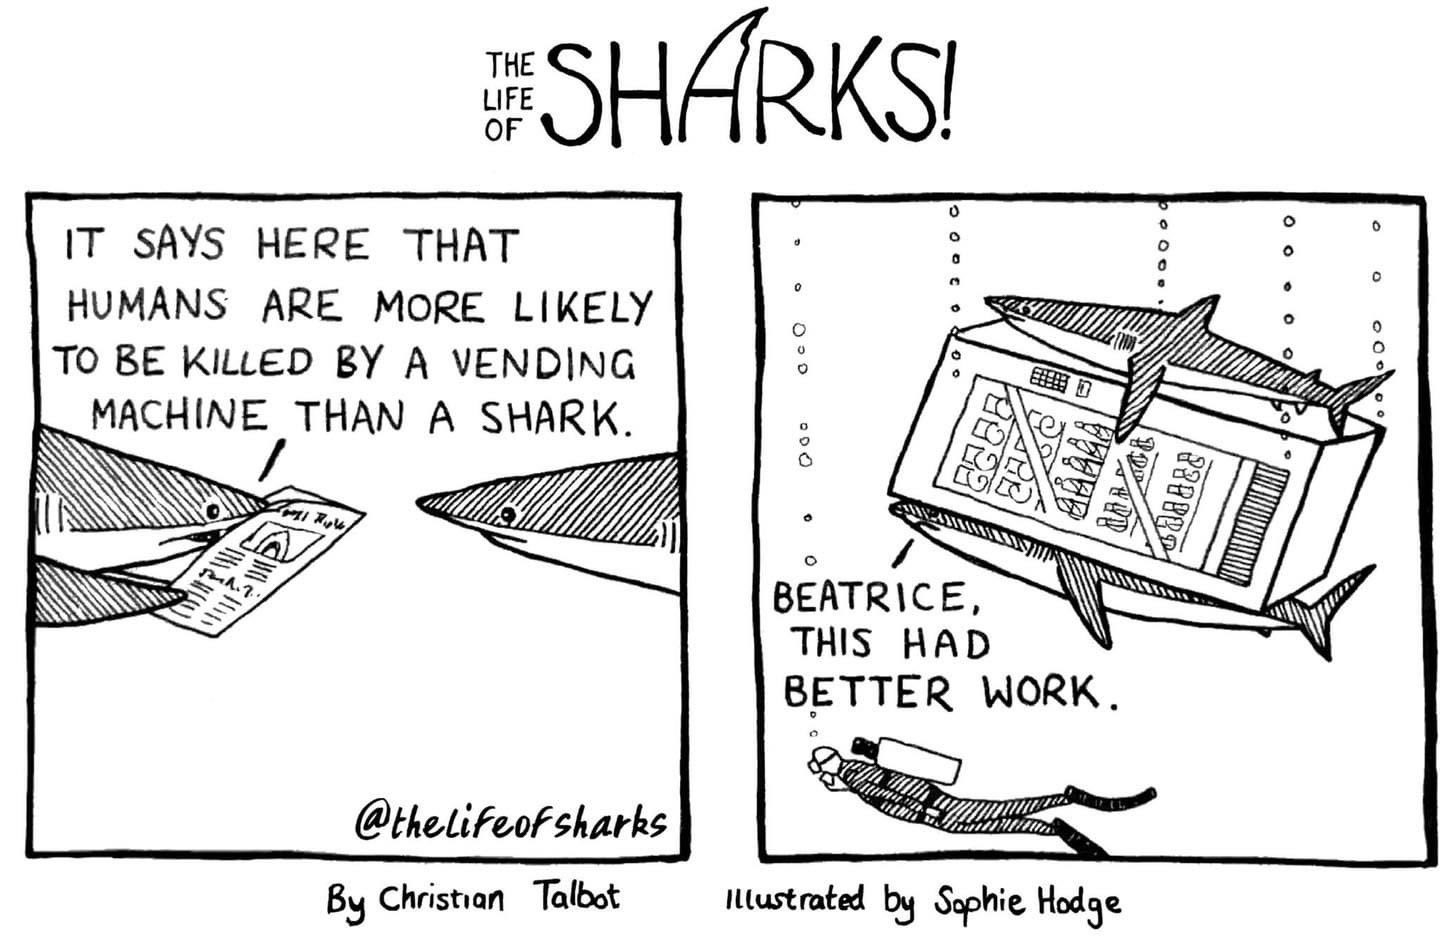 THE
LIFE
OF
SHARKS!
IT SAYS HERE THAT
HUMANS ARE MORE LIKELY
TO BE KILLED BY A VENDING
MACHINE THAN A SHARK.
@thelifeofsharks
BEATRICE,
THIS HAD
BETTER WORK.
By Christian Talbot
Illustrated by Sophie Hodge